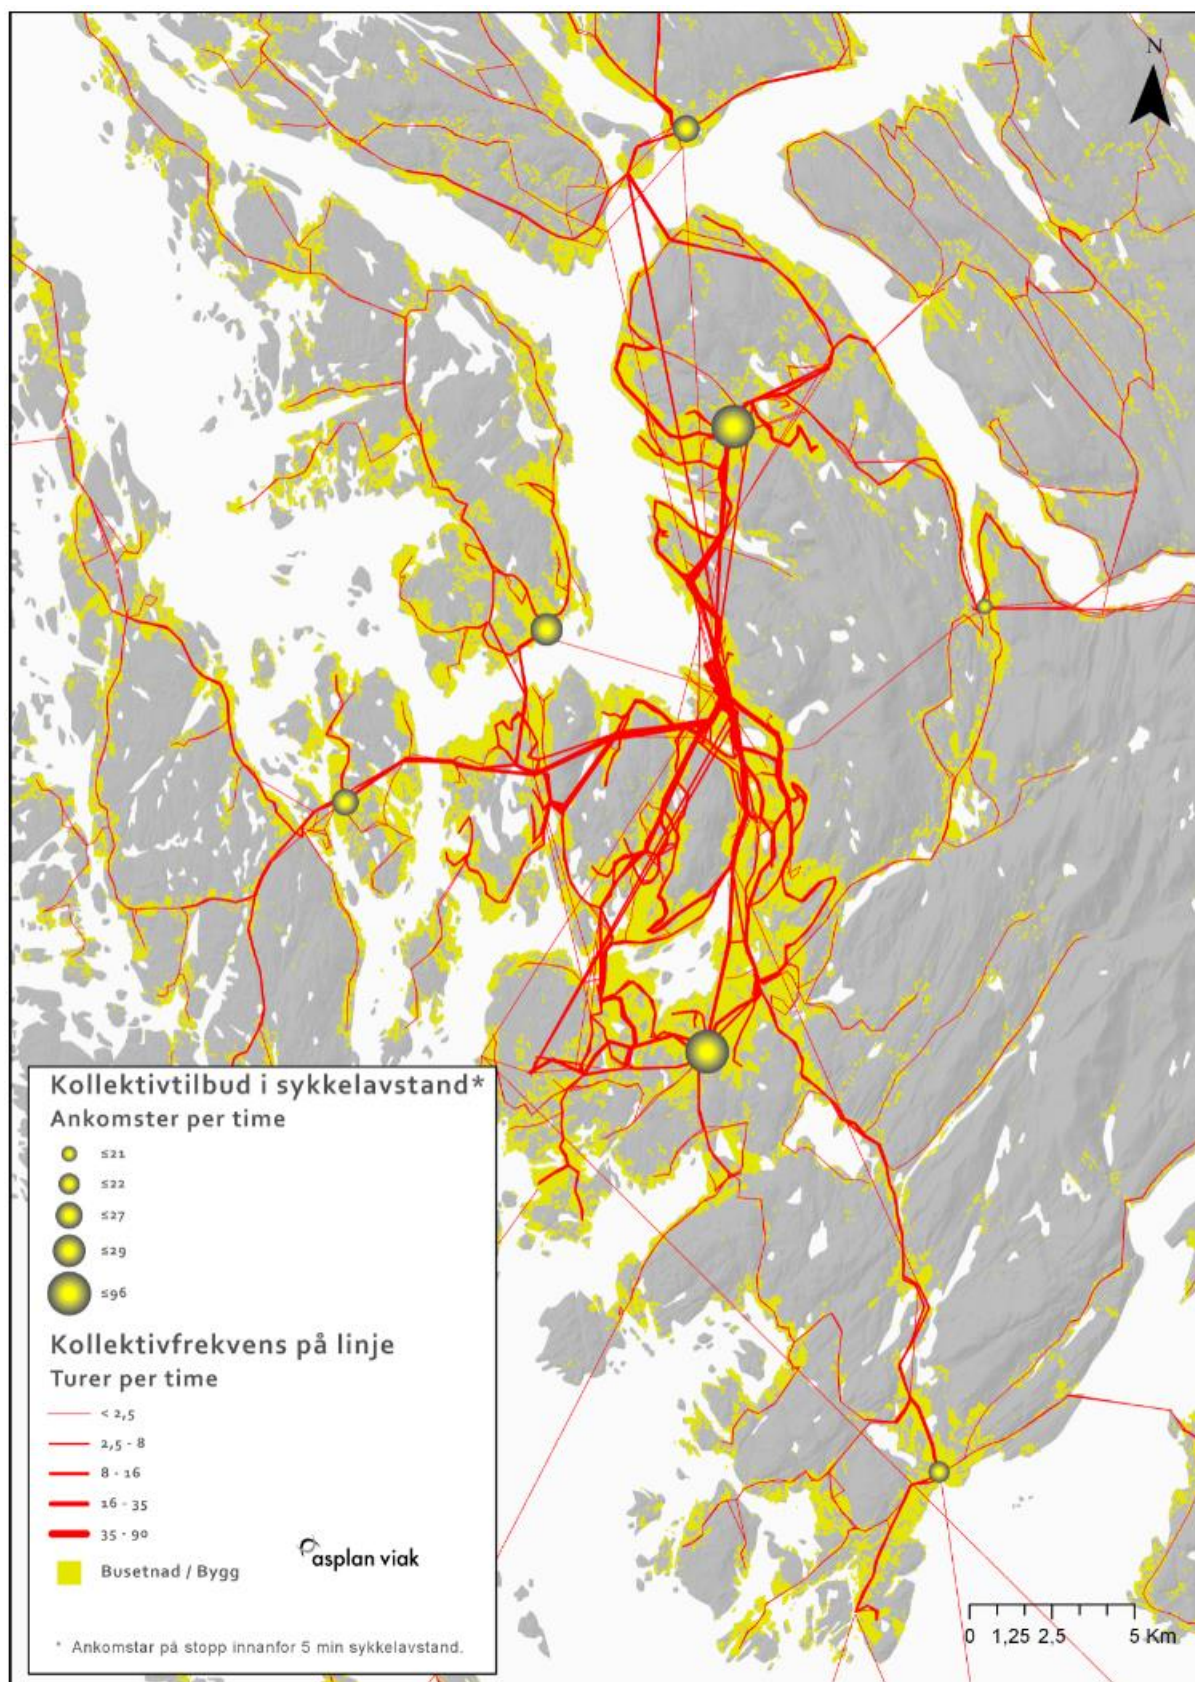 N
Kollektivtilbud i sykkelavstand*
Ankomster per time
≤21
≤22
≤27
≤29
≤96
Kollektivfrekvens på linje
Turer per time
< 2,5
2,5 - 8
8 - 16
16 - 35
35 - 90
asplan viak
Busetnad / Bygg
* Ankomstar på stopp innanfor 5 min sykkelavstand.
0 1,25 2,5 5 Km